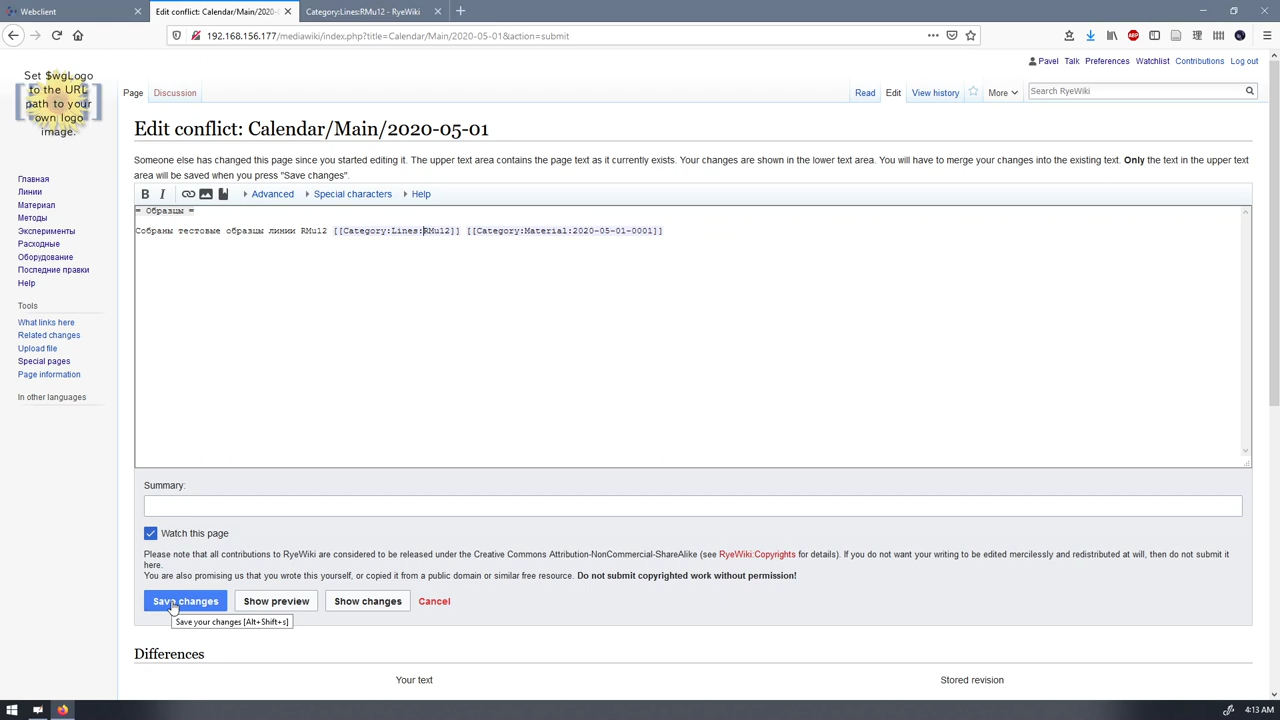 Webclient
Edit conflict: Calendar/Main/2020-
Category:Lines:RMu12 - RyeWiki
192.168.156.177/mediawiki/index.php?title=Calendar/Main/2020-05-01&action=submit
Set $wgLogo
to the URL
path to your
own logo
image.
Pavel Talk Preferences Watchlist Contributions Log out
Page Discussion Read Edit View history More Search RyeWiki
Edit conflict: Calendar/Main/2020-05-01
Someone else has changed this page since you started editing it. The upper text area contains the page text as it currently exists. Your changes are shown in the lower text area. You will have to merge your changes into the existing text. Only the text in the upper text
area will be saved when you press "Save changes".
B I Advanced Special characters Help
= Образцы =
Собраны тестовые образцы линии RMu12 [[Category:Lines:RMu12]] [[Category:Material:2020-05-01-0001]]
Главная
Линии
Материал
Методы
Эксперименты
Расходные
Оборудование
Последние правки
Help
Tools
What links here
Related changes
Upload file
Special pages
Page information
In other languages
Summary:
Watch this page
Please note that all contributions to RyeWiki are considered to be released under the Creative Commons Attribution-NonCommercial-ShareAlike (see RyeWiki:Copyrights for details). If you do not want your writing to be edited mercilessly and redistributed at will, then do not submit it
here.
You are also promising us that you wrote this yourself, or copied it from a public domain or similar free resource. Do not submit copyrighted work without permission!
Save changes Show preview Show changes Cancel
Save your changes [Alt+Shift+s]
Differences
Your text Stored revision
4:13 AM